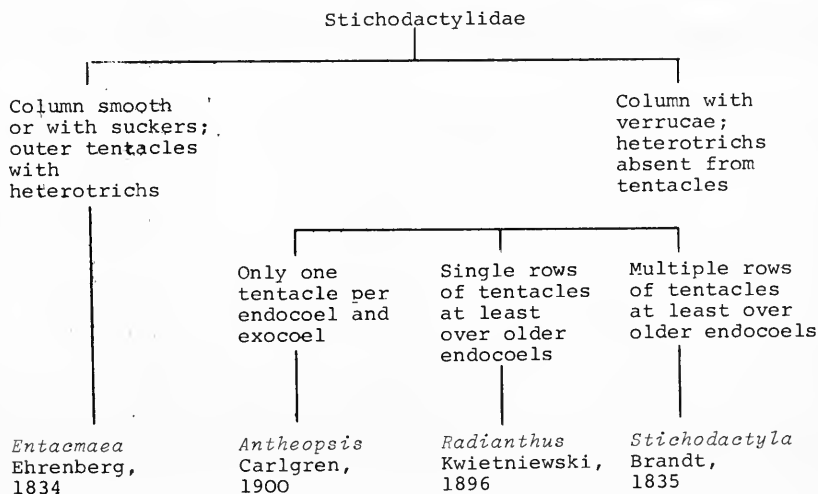 Stichodactylidae
Column smooth
or with suckers;
outer tentacles
with
heterotrichs
Column with
verrucae;
heterotrichs
absent from
tentacles
Only one
tentacle per
endocoel and
exocoel
Single rows
of tentacles
at least
over older
endocoels
Multiple rows
of tentacles
at least over
older endocoels
Entacmaea
Ehrenberg,
1834
Antheopsis
Carlgren,
1900
Radianthus
Kwietniewski,
1896
Stichodactyla
Brandt,
1835